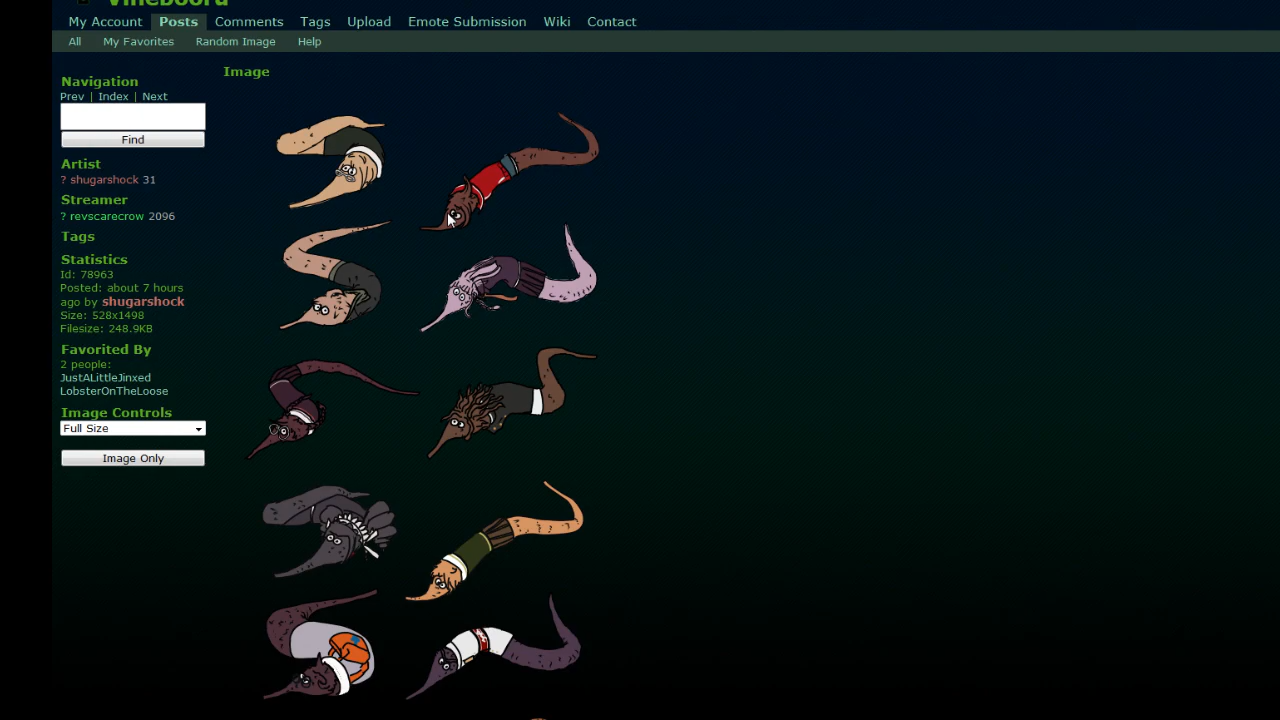 Vineboord
My Account Posts Comments Tags Upload Emote Submission Wiki Contact
All My Favorites Random Image Help
Navigation
Prev | Index | Next
Find
Artist
? shugarshock 31
Streamer
? revscarecrow 2096
Tags
Statistics
Id: 78963
Posted: about 7 hours
ago by shugarshock
Size: 528x1498
Filesize: 248.9KB
Favorited By
2 people:
JustALittleJinxed
LobsterOnTheLoose
Image Controls
Full Size
Image Only
Image